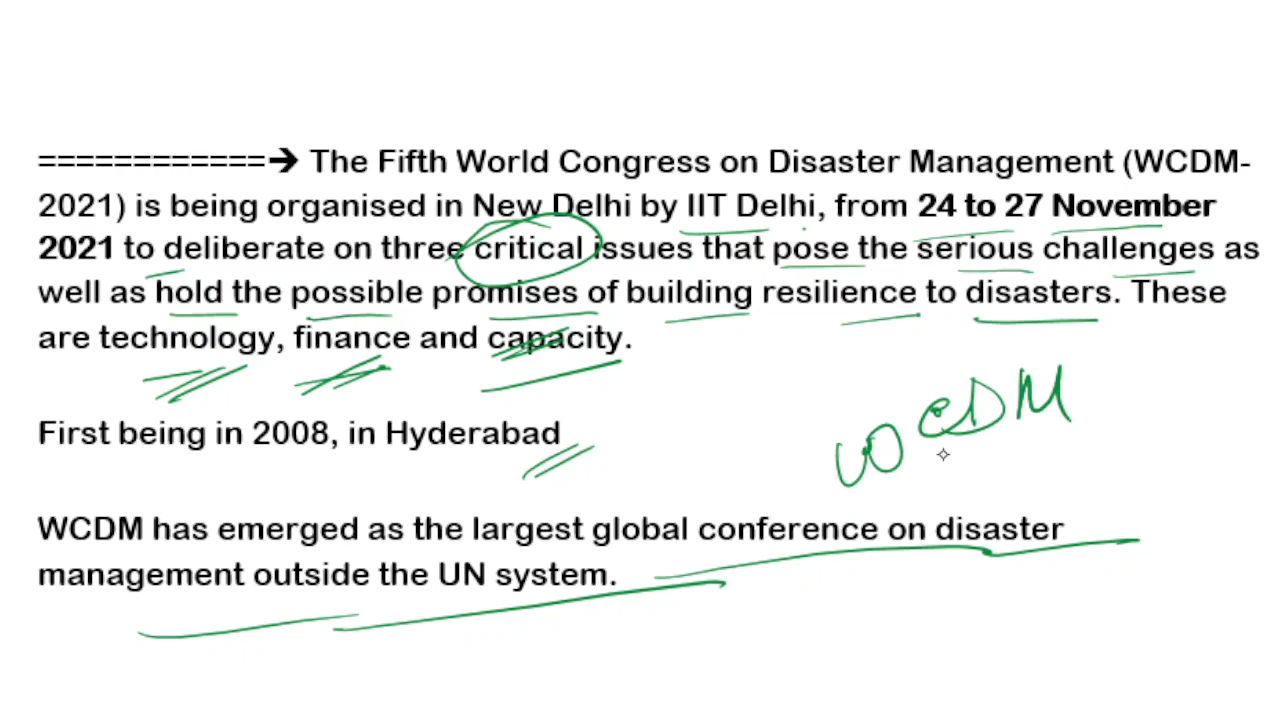 ============➔ The Fifth World Congress on Disaster Management (WCDM-
2021) is being organised in New Delhi by IIT Delhi, from 24 to 27 November
2021 to deliberate on three critical issues that pose the serious challenges as
well as hold the possible promises of building resilience to disasters. These
are technology, finance and capacity.
First being in 2008, in Hyderabad
WCDM
WCDM has emerged as the largest global conference on disaster
management outside the UN system.